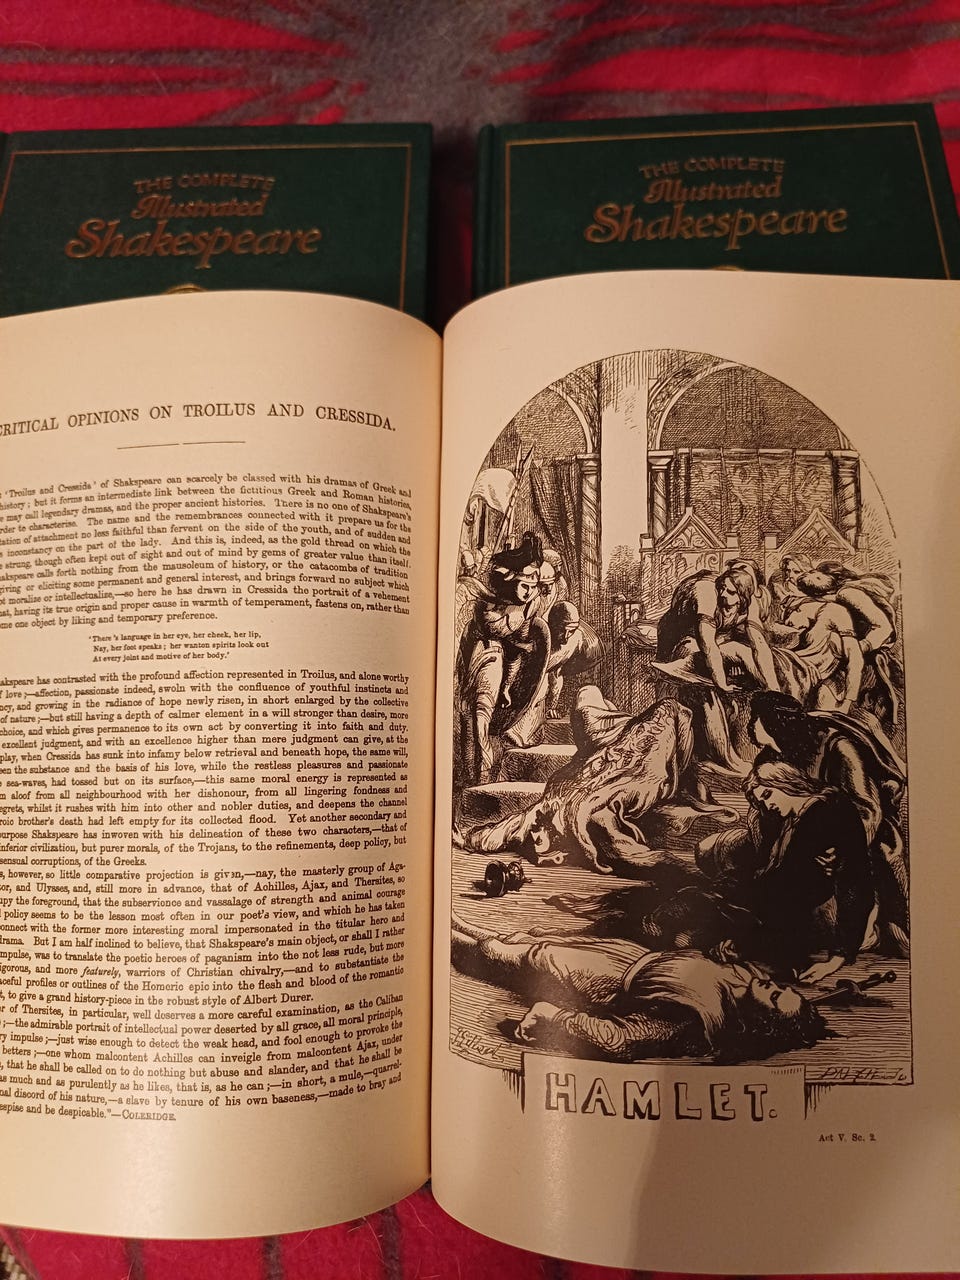 THE COMPLETE
Illustrated
Shakespeare
THE COMPLETE
Illustrated
Shakespeare
CRITICAL OPINIONS ON TROILUS AND CRESSIDA.
'Troilus and Cressida' of Shakspeare can scarcely be classed with his dramas of Greek and
history; but it forms an intermediate link between the fictitious Greek and Roman histories,
may call legendary dramas, and the proper ancient histories. There is no one of Shakspeare's
order to characterise. The name and the remembrances connected with it prepare us for the
tation of attachment no less faithful than fervent on the side of the youth, and of sudden and
inconstancy on the part of the lady. And this is, indeed, as the gold thread on which the
strung, though often kept out of sight and out of mind by gems of greater value than itself.
akspeare calls forth nothing from the mausoleum of history, or the catacombs of tradition
giving or eliciting some permanent and general interest, and brings forward no subject which
ot moralize or intellectualize,—so here he has drawn in Cressida the portrait of a vehement
having its true origin and proper cause in warmth of temperament, fastens on, rather than
ome one object by liking and temporary preference.
'There's language in her eye, her cheek, her lip,
Nay, her foot speaks; her wanton spirits look out
At every joint and motive of her body.'
akspeare has contrasted with the profound affection represented in Troilus, and alone worthy
f love;—affection, passionate indeed, swoln with the confluence of youthful instincts and
ncy, and growing in the radiance of hope newly risen, in short enlarged by the collective
of nature;—but still having a depth of calmer element in a will stronger than desire, more
choice, and which gives permanence to its own act by converting it into faith and duty.
excellent judgment, and with an excellence higher than mere judgment can give, at the
play, when Cressida has sunk into infamy below retrieval and beneath hope, the same will,
een the substance and the basis of his love, while the restless pleasures and passionate
sea-waves, had tossed but on its surface,—this same moral energy is represented as
m aloof from all neighbourhood with her dishonour, from all lingering fondness and
egrets, whilst it rushes with him into other and nobler duties, and deepens the channel
roic brother's death had left empty for its collected flood. Yet another secondary and
purpose Shakspeare has inwoven with his delineation of these two characters,—that of
inferior civilization, but purer morals, of the Trojans, to the refinements, deep policy, but
sensual corruptions, of the Greeks.
s, however, so little comparative projection is given,—nay, the masterly group of Aga-
or, and Ulysses, and, still more in advance, that of Achilles, Ajax, and Thersites, so
upy the foreground, that the subservience and vassalage of strength and animal courage
policy seems to be the lesson most often in our poet's view, and which he has taken
onnect with the former more interesting moral impersonated in the titular hero and
drama. But I am half inclined to believe, that Shakspeare's main object, or shall I rather
impulse, was to translate the poetic heroes of paganism into the not less rude, but more
igorous, and more featurely, warriors of Christian chivalry,—and to substantiate the
aceful profiles or outlines of the Homeric epic into the flesh and blood of the romantic
t, to give a grand history-piece in the robust style of Albert Durer.
r of Thersites, in particular, well deserves a more careful examination, as the Caliban
;—the admirable portrait of intellectual power deserted by all grace, all moral principle,
ry impulse;—just wise enough to detect the weak head, and fool enough to provoke the
betters;—one whom malcontent Achilles can inveigle from malcontent Ajax, under
, that he shall be called on to do nothing but abuse and slander, and that he shall be
as much and as purulently as he likes, that is, as he can;—in short, a mule,—quarrel-
nal discord of his nature,—a slave by tenure of his own baseness,—made to bray and
espise and be despicable."—COLERIDGE.
HAMLET.
Act V. Sc. 2.